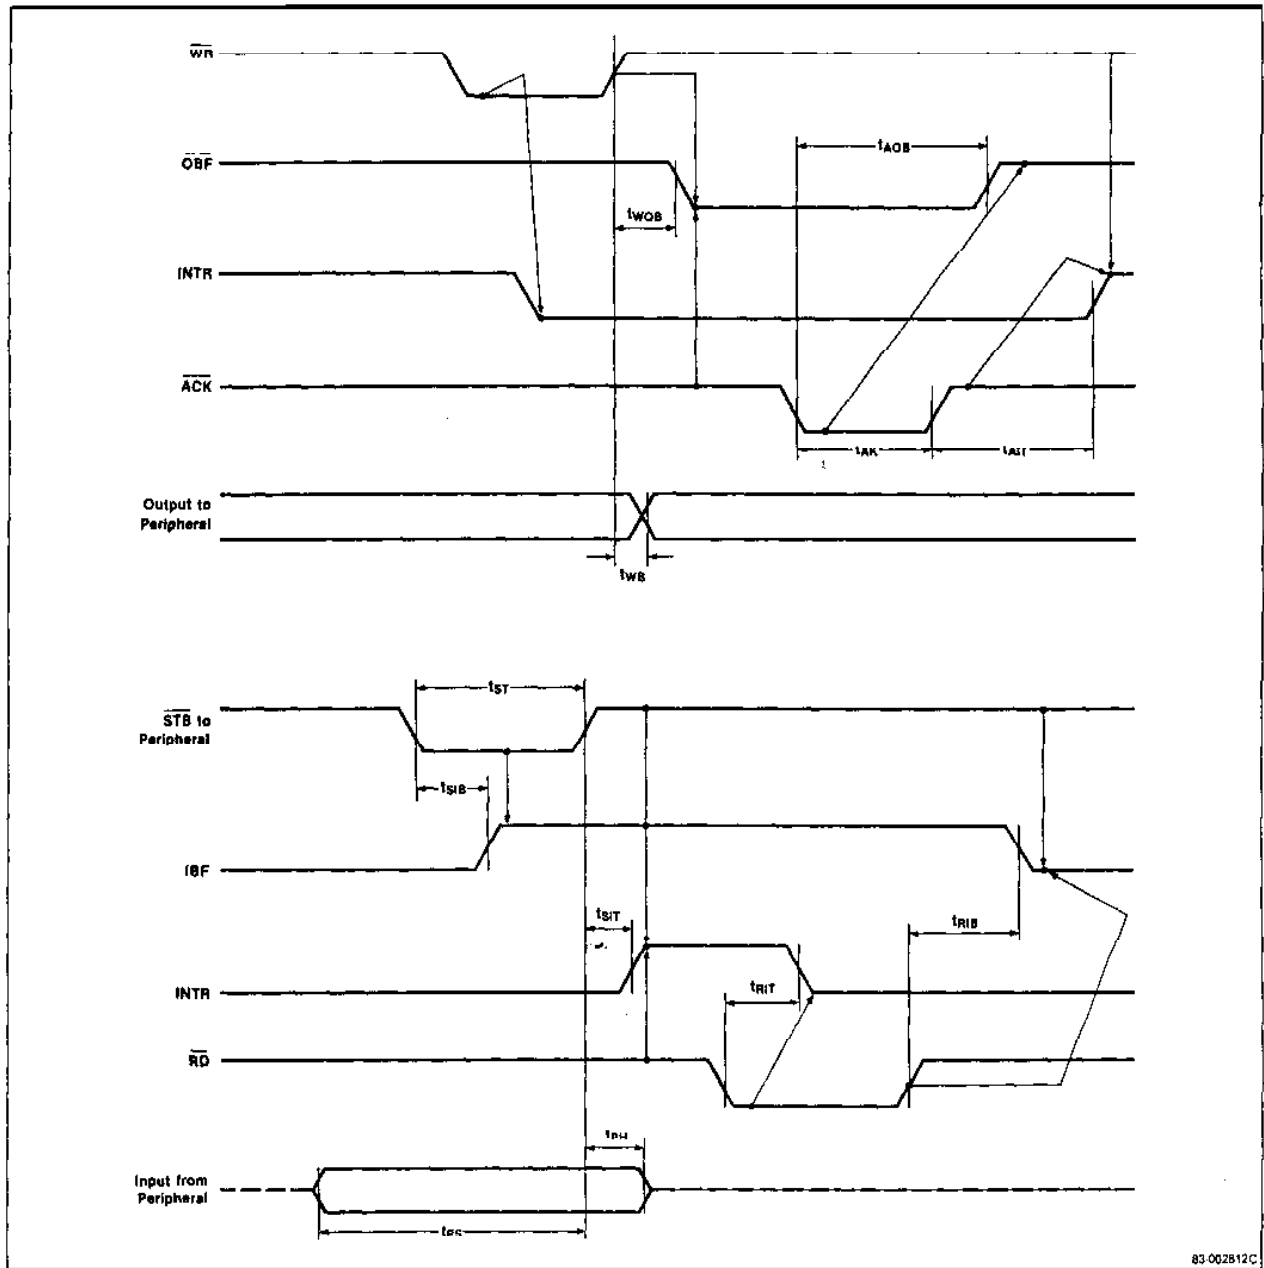 WR
tAOB
OBF
tWOB
INTR
ACK
tAK
tAIT
Output to
Peripheral
tWB
tST
STB to
Peripheral
tSIB
IBF
tSIT
tRIB
INTR
tRIT
RD
tPH
Input from
Peripheral
tPS
83-002812C